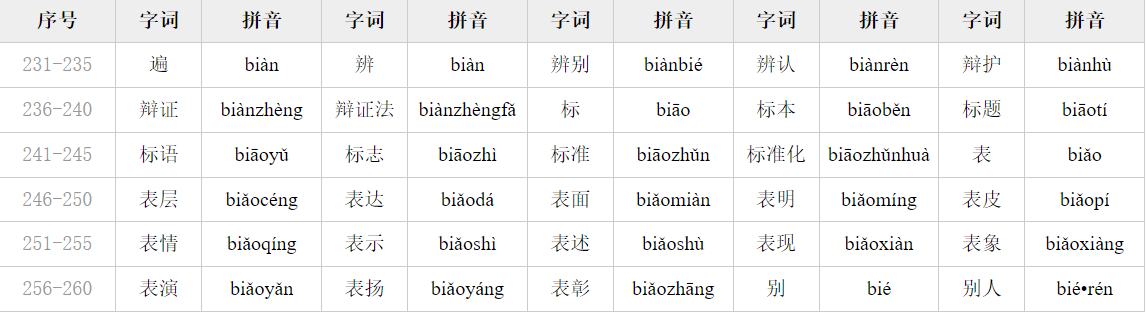 序号 字词 拼音 字词 拼音 字词 拼音 字词 拼音 字词 拼音
231-235 遍 biàn 辨 biàn 辨别 biànbié 辨认 biànrèn 辩护 biànhù
236-240 辩证 biànzhèng 辩证法 biànzhèngfǎ 标 biāo 标本 biāoběn 标题 biāotí
241-245 标语 biāoyǔ 标志 biāozhì 标准 biāozhǔn 标准化 biāozhǔnhuà 表 biǎo
246-250 表层 biǎocéng 表达 biǎodá 表面 biǎomiàn 表明 biǎomíng 表皮 biǎopí
251-255 表情 biǎoqíng 表示 biǎoshì 表述 biǎoshù 表现 biǎoxiàn 表象 biǎoxiàng
256-260 表演 biǎoyǎn 表扬 biǎoyáng 表彰 biǎozhāng 别 bié 别人 bié•rén